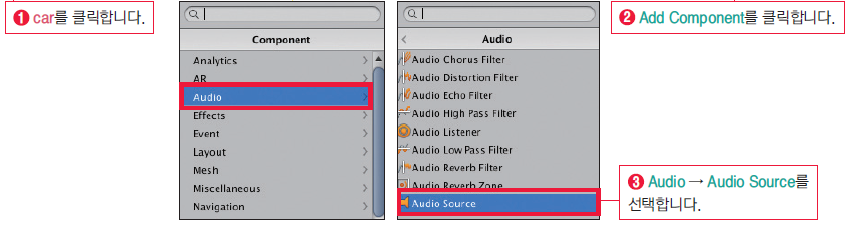 ❶ car를 클릭합니다.
Component
Analytics
AR
Audio
Effects
Event
Layout
Mesh
Miscellaneous
Navigation
Audio
Audio Chorus Filter
Audio Distortion Filter
Audio Echo Filter
Audio High Pass Filter
Audio Listener
Audio Low Pass Filter
Audio Reverb Filter
Audio Reverb Zone
Audio Source
❷ Add Component를 클릭합니다.
❸ Audio → Audio Source를
선택합니다.